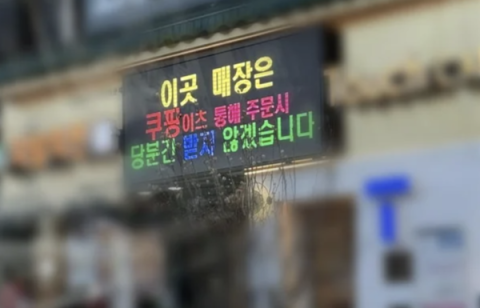 이곳 매장은
쿠팡이츠 통해 주문시
당분간 받지 않겠습니다